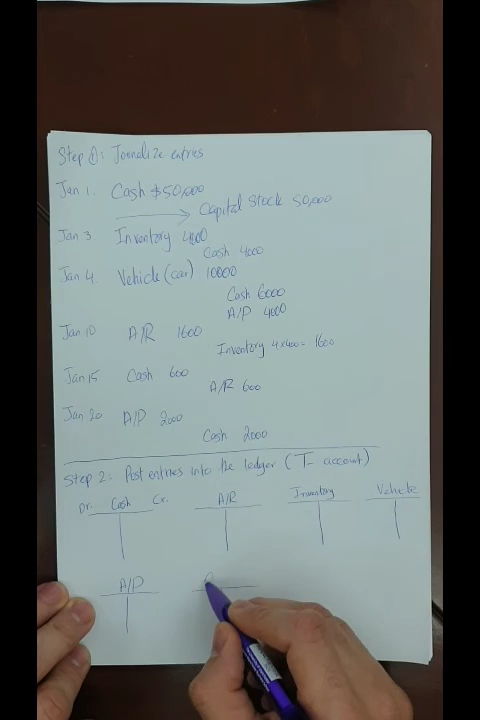 Step ①: Jornalize entries
Jan 1. Cash $50,000
Capital Stock 50,000
Jan 3 Inventory 4000
Cash 4000
Jan 4. Vehicle (car) 10000
Cash 6000
A/P 4000
Jan 10 A/R 1600
Inventory 4x400= 1600
Jan 15 Cash 600
A/R 600
Jan 20 A/P 2000
Cash 2000
Step 2: Post entries into the ledger (T- account)
Dr. Cash Cr. A/R Inventory Vehicle
A/P